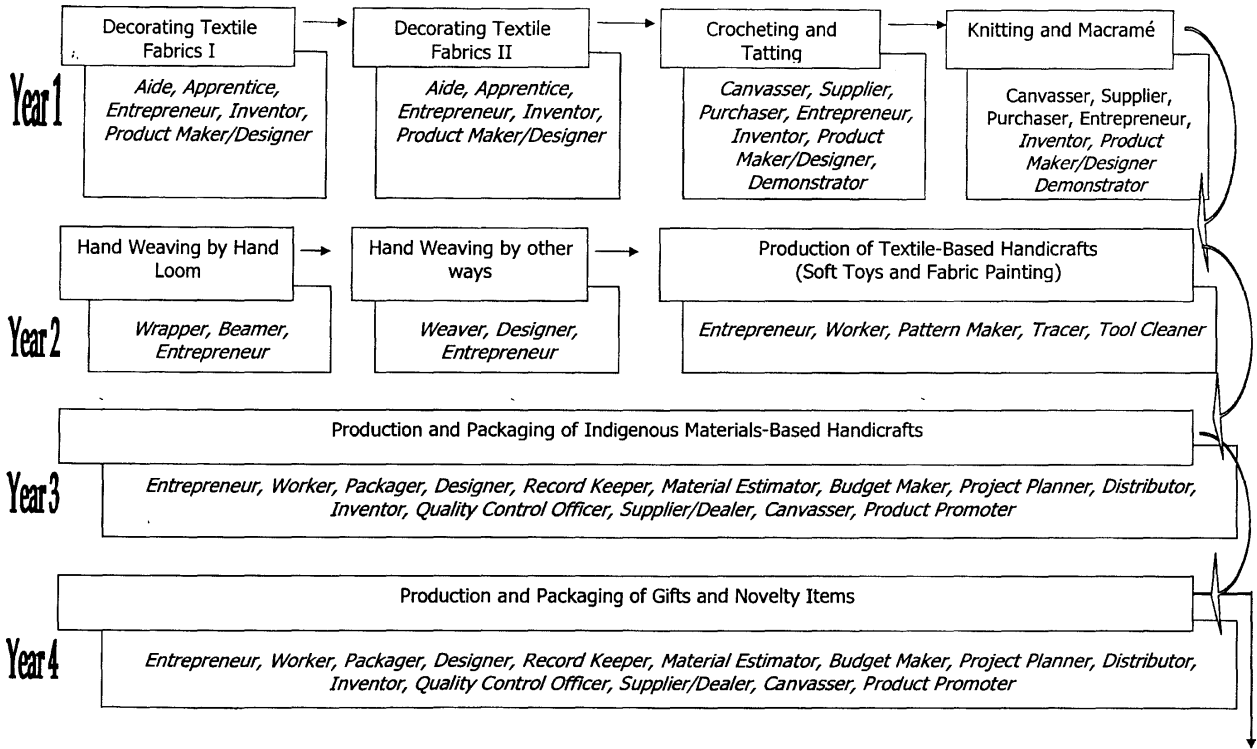 Year 1
Decorating Textile
Fabrics I
Aide, Apprentice,
Entrepreneur, Inventor,
Product Maker/Designer
Decorating Textile
Fabrics II
Aide, Apprentice,
Entrepreneur, Inventor,
Product Maker/Designer
Crocheting and
Tatting
Canvasser, Supplier,
Purchaser, Entrepreneur,
Inventor, Product
Maker/Designer,
Demonstrator
Knitting and Macramé
Canvasser, Supplier,
Purchaser, Entrepreneur,
Inventor, Product
Maker/Designer
Demonstrator
Year 2
Hand Weaving by Hand
Loom
Wrapper, Beamer,
Entrepreneur
Hand Weaving by other
ways
Weaver, Designer,
Entrepreneur
Production of Textile-Based Handicrafts
(Soft Toys and Fabric Painting)
Entrepreneur, Worker, Pattern Maker, Tracer, Tool Cleaner
Year 3
Production and Packaging of Indigenous Materials-Based Handicrafts
Entrepreneur, Worker, Packager, Designer, Record Keeper, Material Estimator, Budget Maker, Project Planner, Distributor,
Inventor, Quality Control Officer, Supplier/Dealer, Canvasser, Product Promoter
Year 4
Production and Packaging of Gifts and Novelty Items
Entrepreneur, Worker, Packager, Designer, Record Keeper, Material Estimator, Budget Maker, Project Planner, Distributor,
Inventor, Quality Control Officer, Supplier/Dealer, Canvasser, Product Promoter